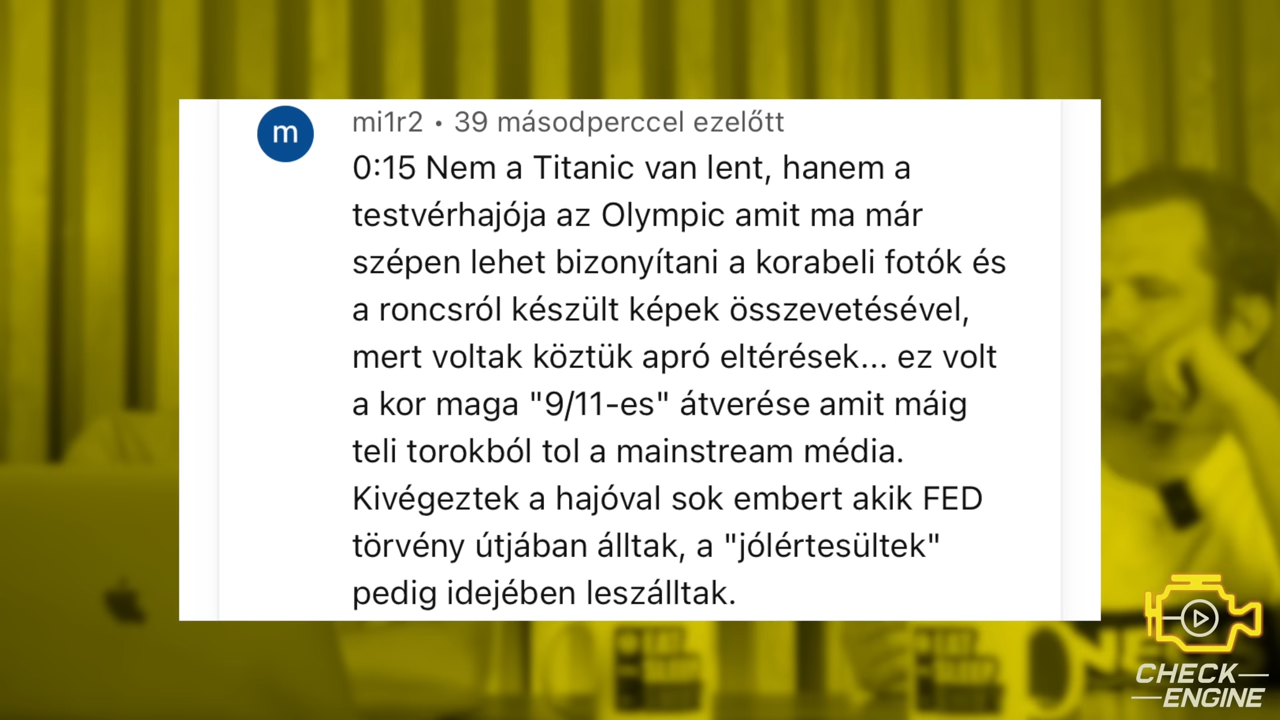 m
mi1r2 • 39 másodperccel ezelőtt
0:15 Nem a Titanic van lent, hanem a
testvérhajója az Olympic amit ma már
szépen lehet bizonyítani a korabeli fotók és
a roncsról készült képek összevetésével,
mert voltak köztük apró eltérések... ez volt
a kor maga "9/11-es" átverése amit máig
teli torokból tol a mainstream média.
Kivégeztek a hajóval sok embert akik FED
törvény útjában álltak, a "jólértesültek"
pedig idejében leszálltak.
CHECK
ENGINE